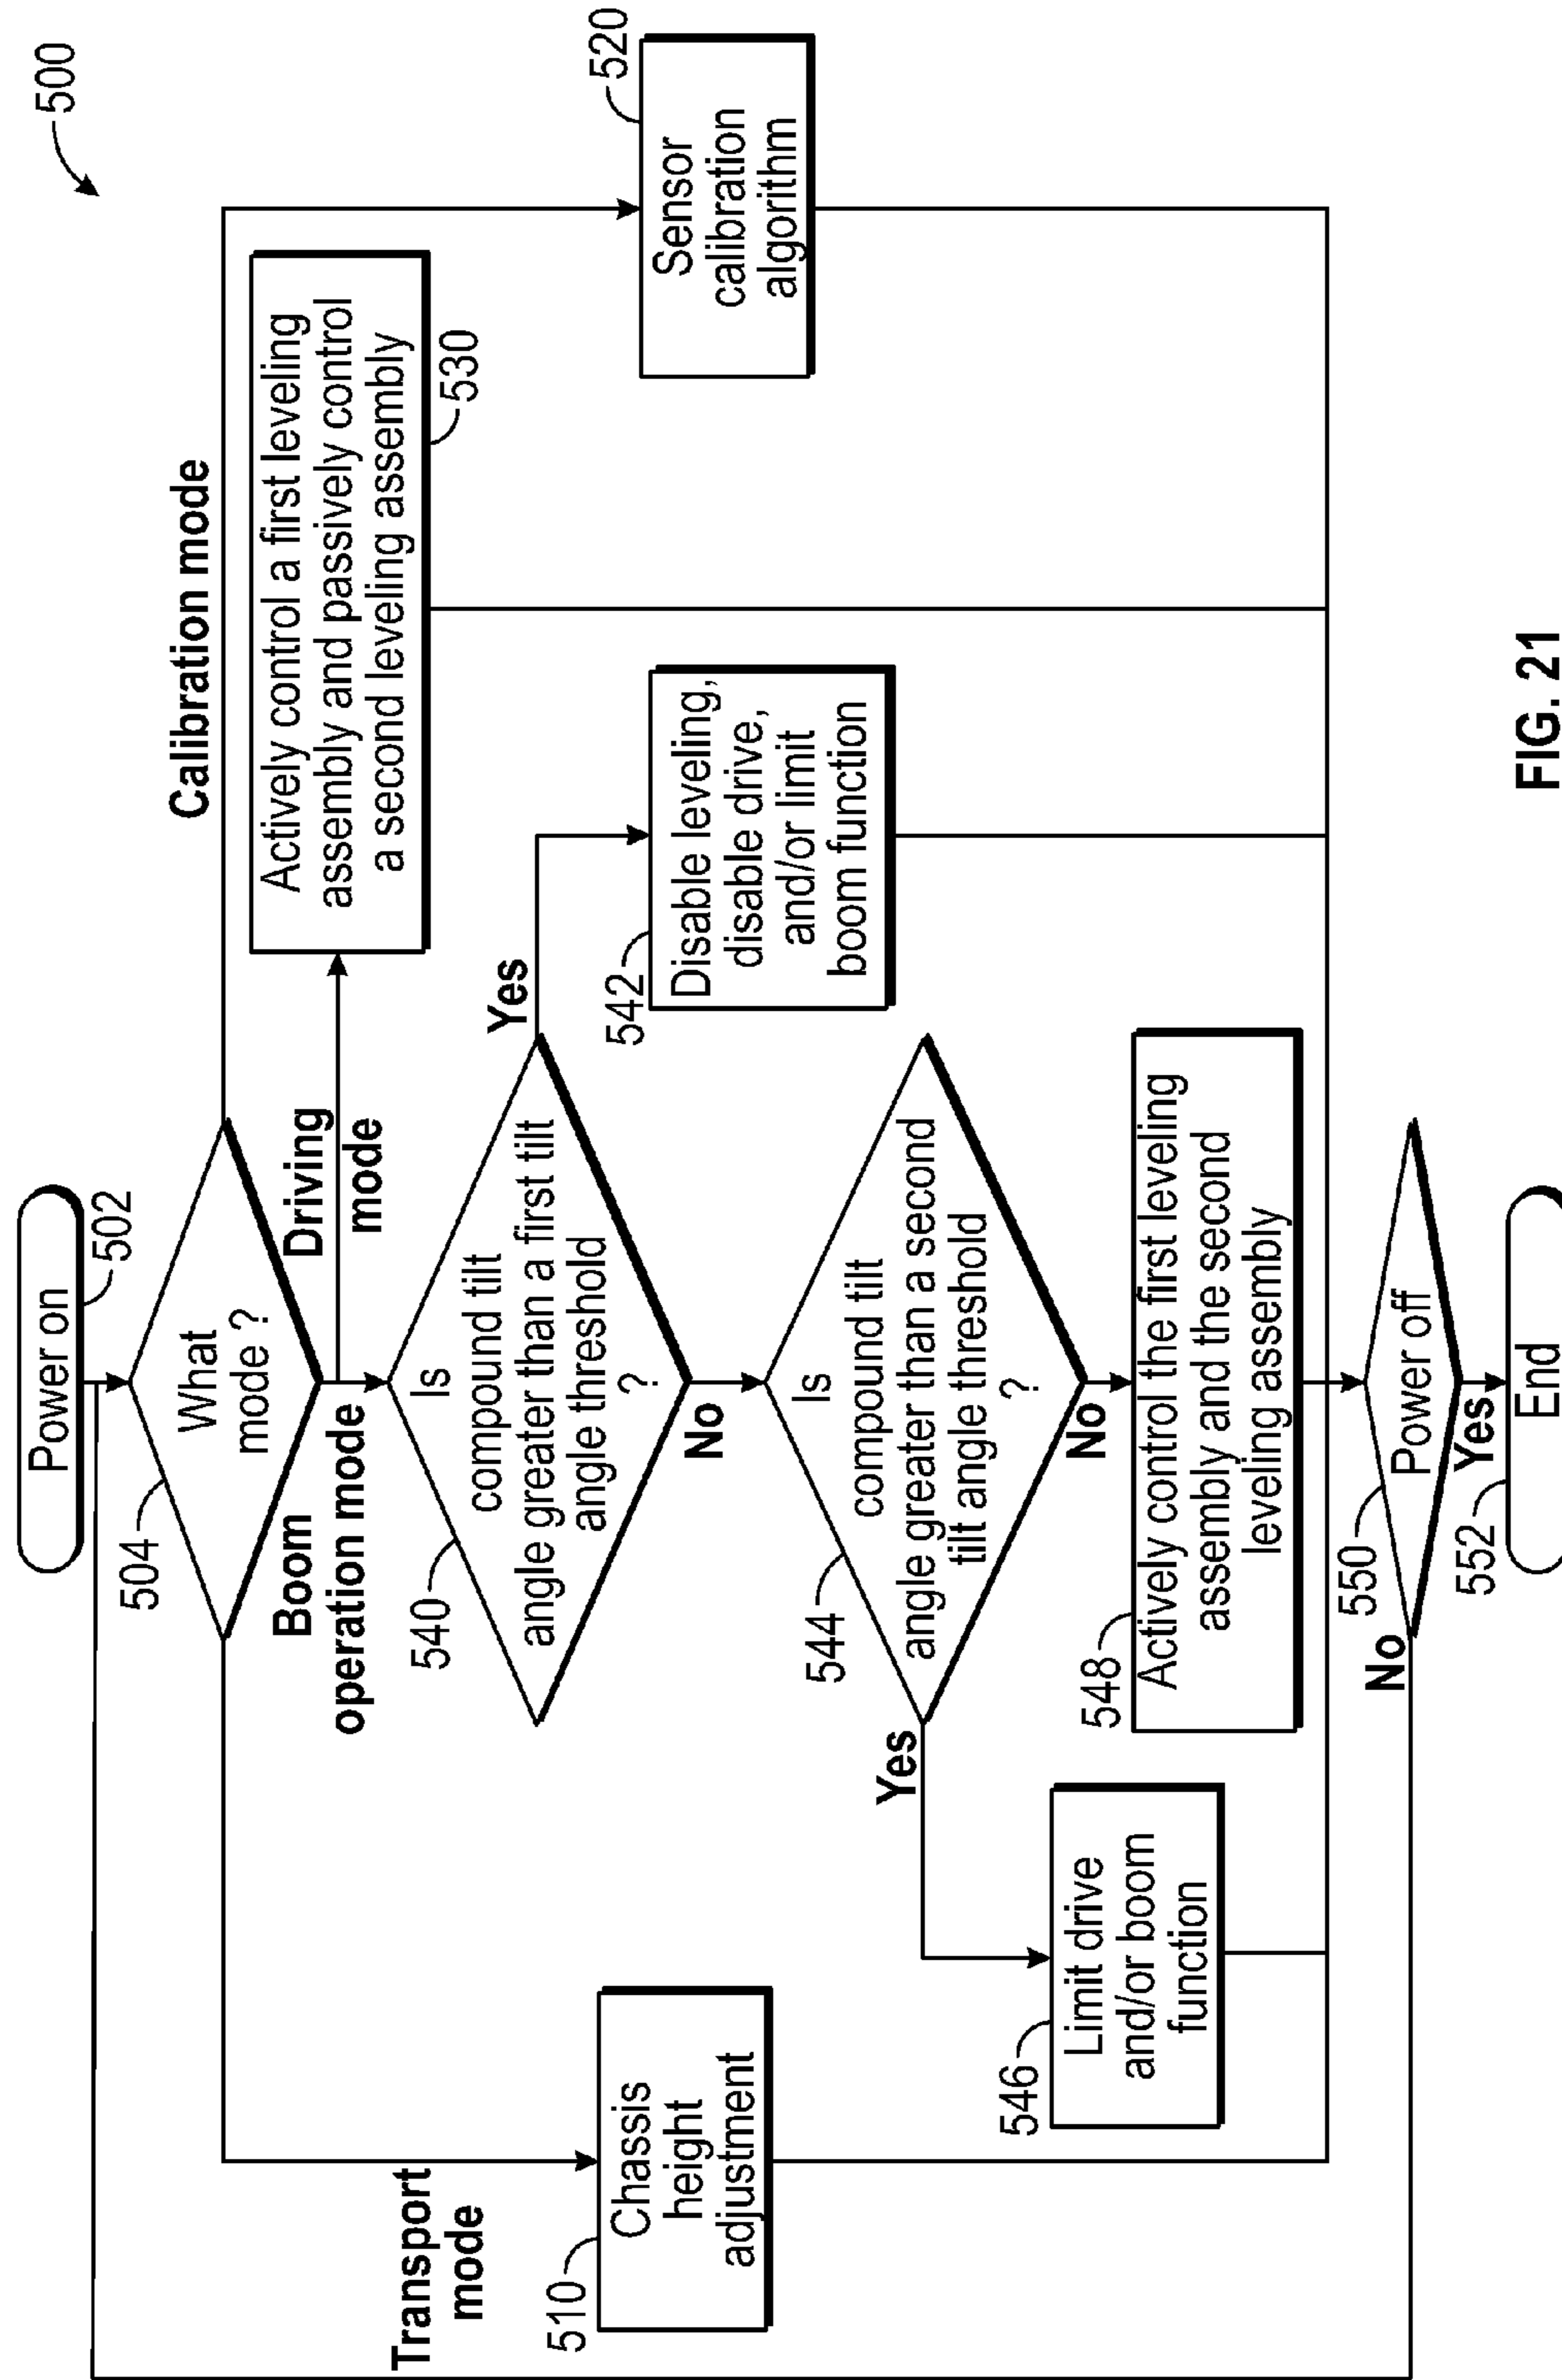 500
Power on
502
What
mode ?
504
Calibration mode
Driving
mode
Boom
operation mode
Transport
mode
Actively control a first leveling
assembly and passively control
a second leveling assembly
530
Is
compound tilt
angle greater than a first tilt
angle threshold
?
540
Yes
No
Sensor
calibration
algorithm
520
Disable leveling,
disable drive,
and/or limit
boom function
542
Chassis
height
adjustment
510
Is
compound tilt
angle greater than a second
tilt angle threshold
?
544
Yes
No
Limit drive
and/or boom
function
546
Actively control the first leveling
assembly and the second
leveling assembly
548
Power off
550
No
Yes
End
552
FIG. 21